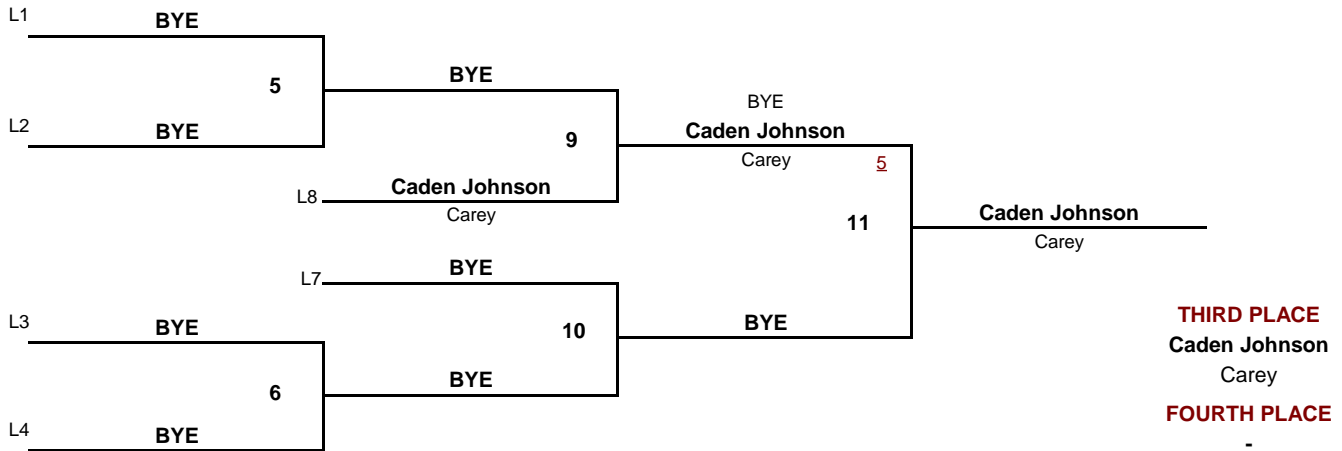 L1
BYE
5
BYE
L2
BYE
9
BYE
Caden Johnson
Carey
5
L8
Caden Johnson
Carey
11
Caden Johnson
Carey
L7
BYE
L3
BYE
10
BYE
6
BYE
L4
BYE
THIRD PLACE
Caden Johnson
Carey
FOURTH PLACE
-